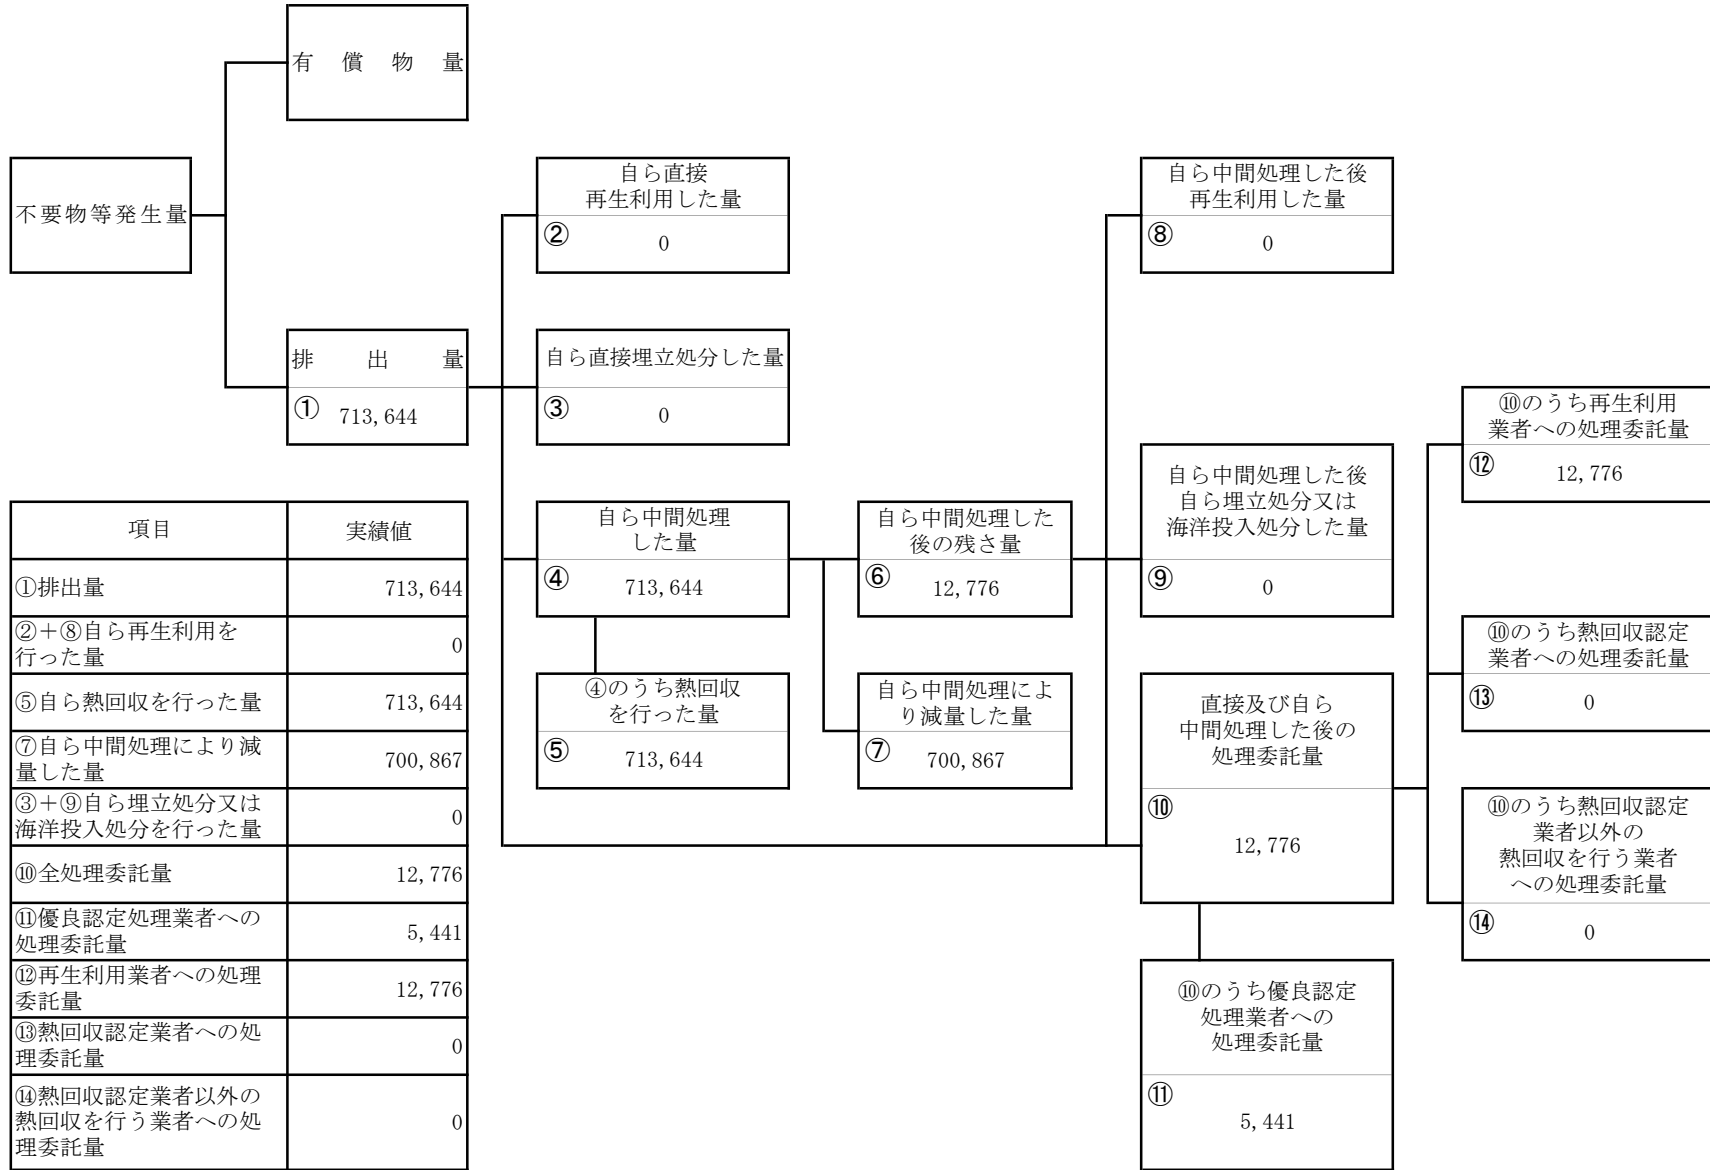 有償物量
不要物等発生量
排出量
① 713,644
自ら直接
再生利用した量
② 0
自ら直接埋立処分した量
③ 0
自ら中間処理
した量
④ 713,644
④のうち熱回収
を行った量
⑤ 713,644
自ら中間処理した
後の残さ量
⑥ 12,776
自ら中間処理によ
り減量した量
⑦ 700,867
自ら中間処理した後
再生利用した量
⑧ 0
自ら中間処理した後
自ら埋立処分又は
海洋投入処分した量
⑨ 0
直接及び自ら
中間処理した後の
処理委託量
⑩
12,776
⑩のうち優良認定
処理業者への
処理委託量
⑪
5,441
⑩のうち再生利用
業者への処理委託量
⑫ 12,776
⑩のうち熱回収認定
業者への処理委託量
⑬ 0
⑩のうち熱回収認定
業者以外の
熱回収を行う業者
への処理委託量
⑭ 0
項目 実績値
①排出量 713,644
②＋⑧自ら再生利用を
行った量 0
⑤自ら熱回収を行った量 713,644
⑦自ら中間処理により減
量した量 700,867
③＋⑨自ら埋立処分又は
海洋投入処分を行った量 0
⑩全処理委託量 12,776
⑪優良認定処理業者への
処理委託量 5,441
⑫再生利用業者への処理
委託量 12,776
⑬熱回収認定業者への処
理委託量 0
⑭熱回収認定業者以外の
熱回収を行う業者への処
理委託量 0